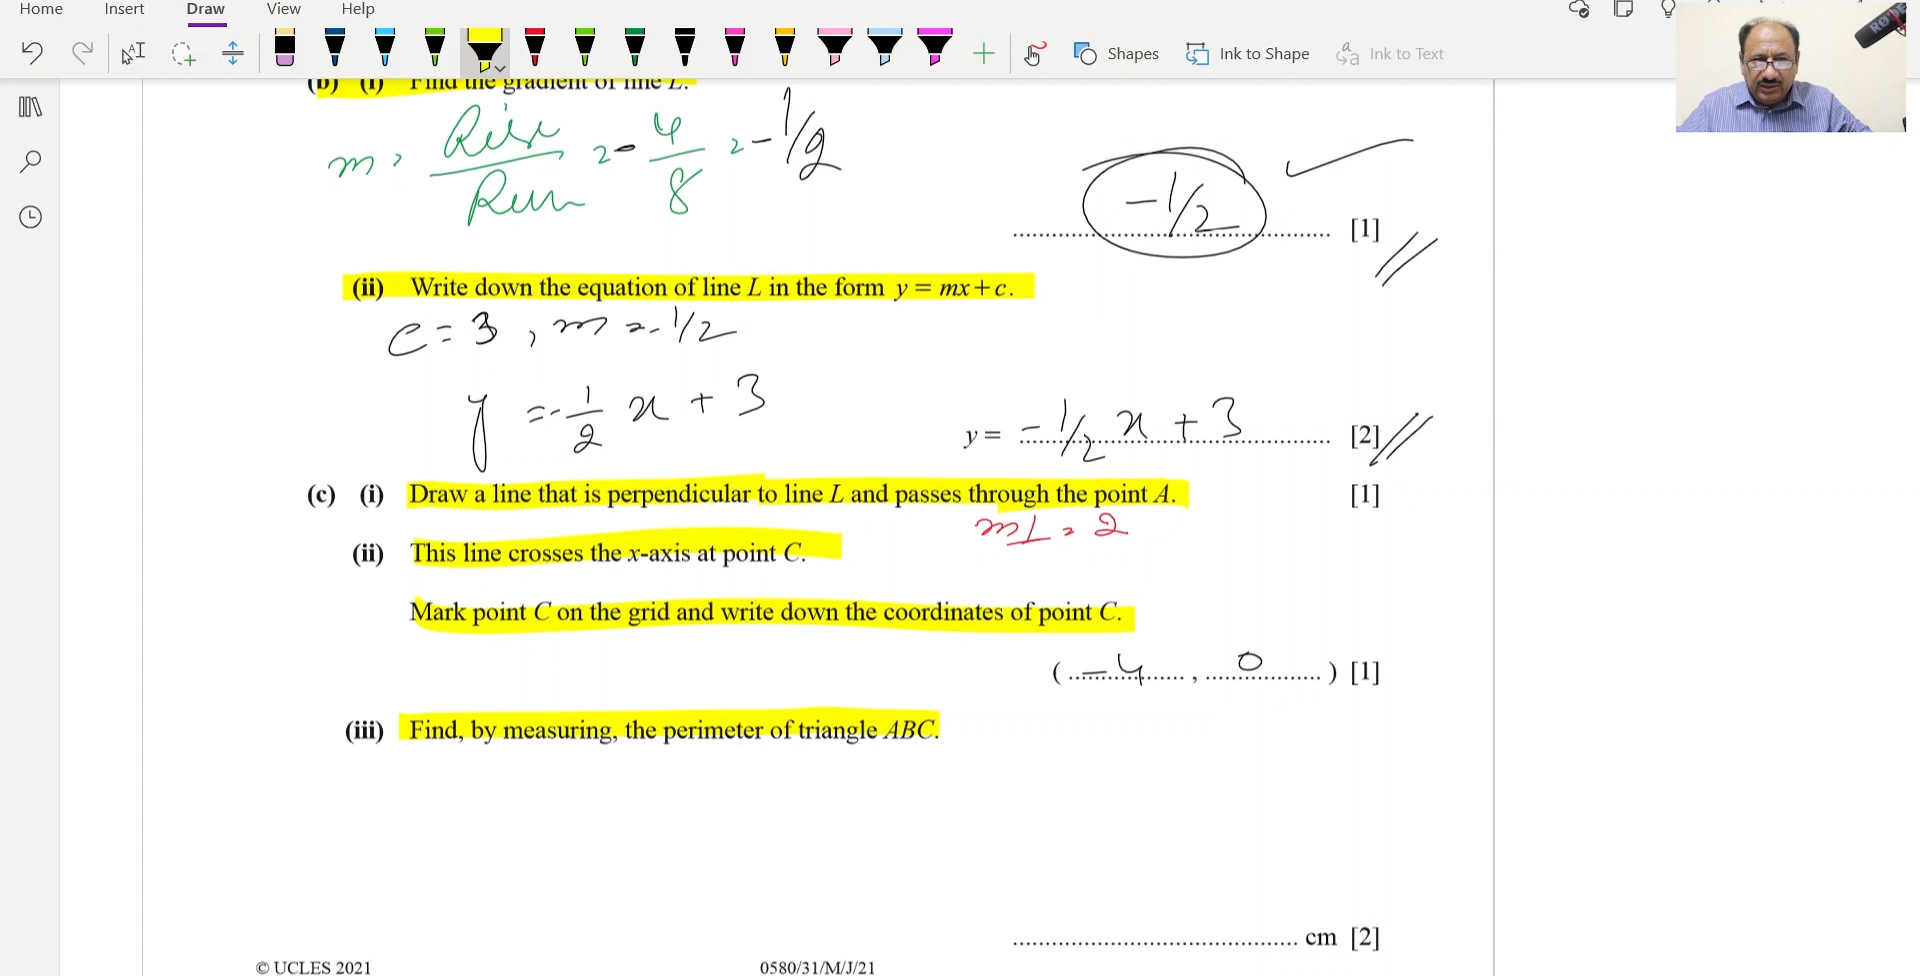 Home Insert Draw View Help
Shapes Ink to Shape Ink to Text
RØDE
(b) (i) Find the gradient of line L.
m = Rise/Run = -4/8 = -1/2
-1/2
[1]
(ii) Write down the equation of line L in the form y = mx + c.
c = 3, m = -1/2
y = -1/2 x + 3
y = -1/2 x + 3 [2]
(c) (i) Draw a line that is perpendicular to line L and passes through the point A. [1]
m⊥ = 2
(ii) This line crosses the x-axis at point C.
Mark point C on the grid and write down the coordinates of point C.
( -4 , 0 ) [1]
(iii) Find, by measuring, the perimeter of triangle ABC.
cm [2]
© UCLES 2021 0580/31/M/J/21